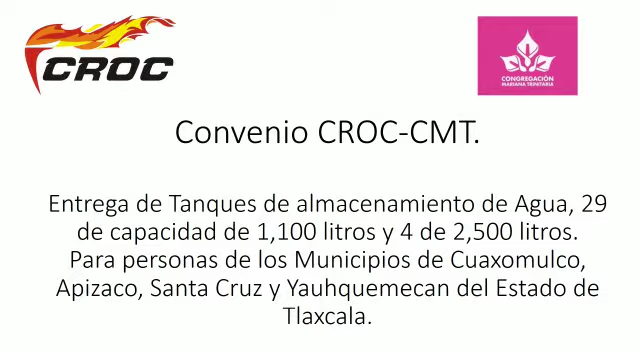 CROC
CONGREGACIÓN
MARIANA TRINITARIA
Convenio CROC-CMT.
Entrega de Tanques de almacenamiento de Agua, 29
de capacidad de 1,100 litros y 4 de 2,500 litros.
Para personas de los Municipios de Cuaxomulco,
Apizaco, Santa Cruz y Yauhquemecan del Estado de
Tlaxcala.